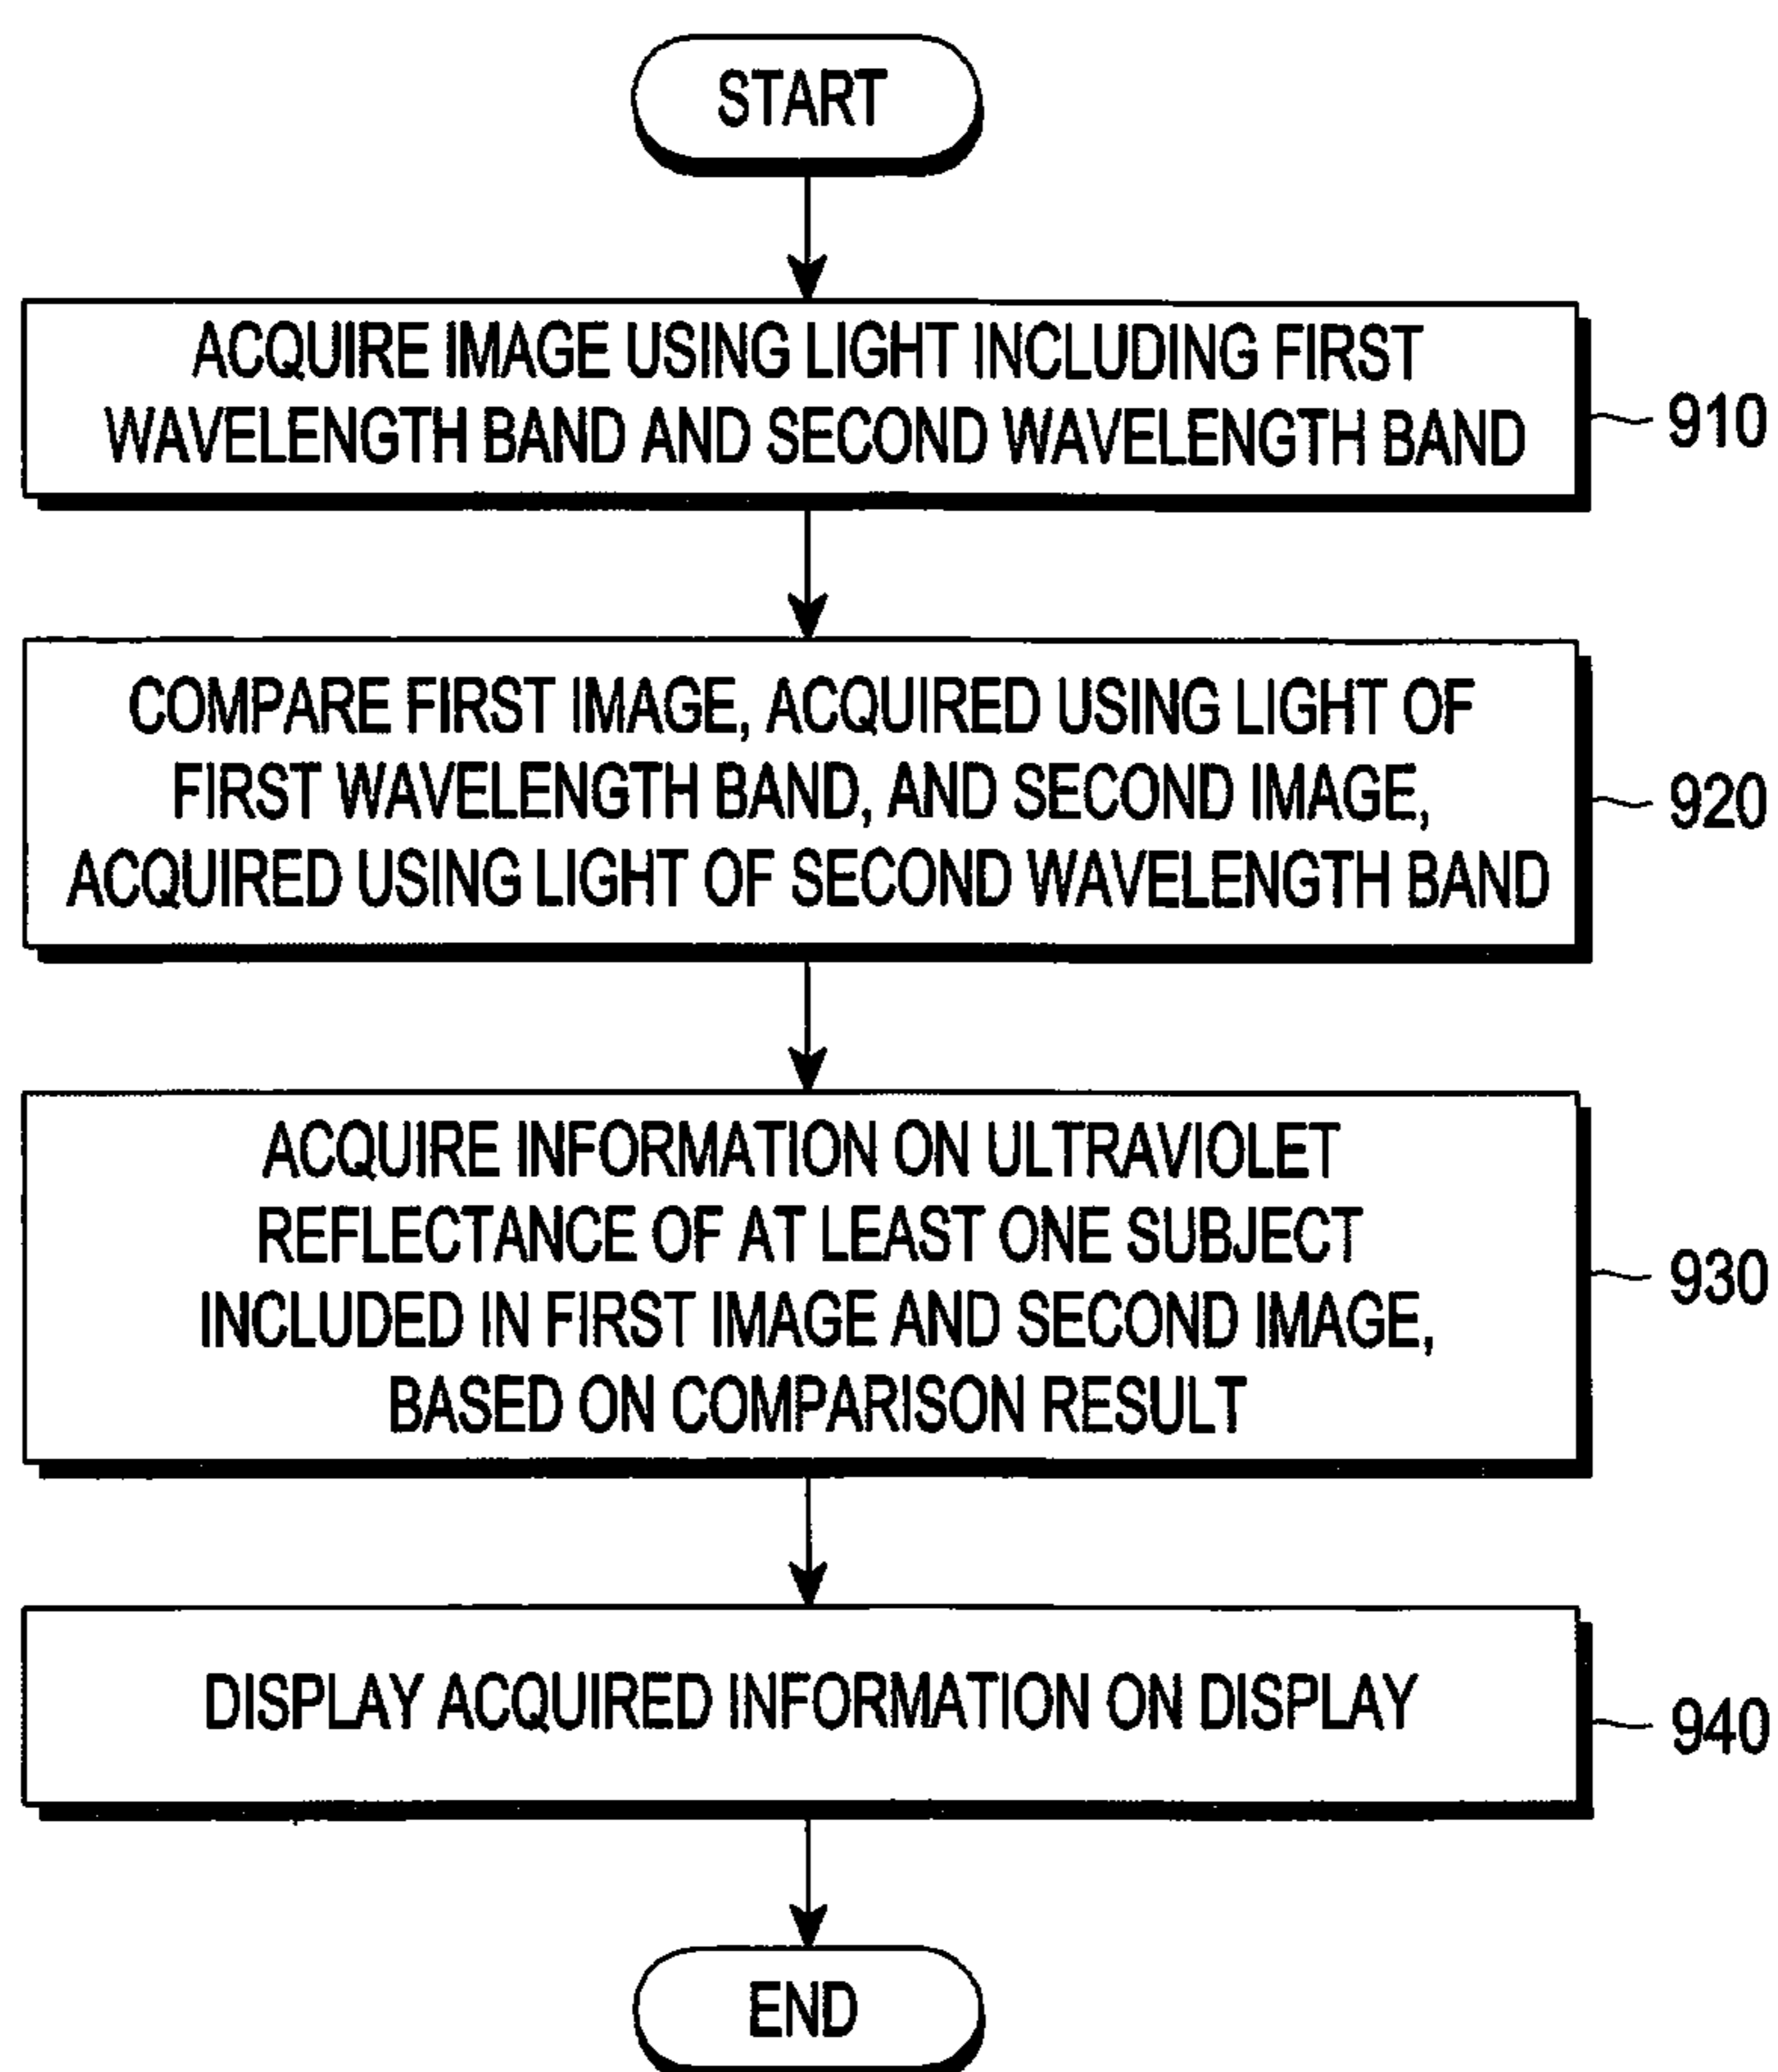 START
ACQUIRE IMAGE USING LIGHT INCLUDING FIRST
WAVELENGTH BAND AND SECOND WAVELENGTH BAND
910
COMPARE FIRST IMAGE, ACQUIRED USING LIGHT OF
FIRST WAVELENGTH BAND, AND SECOND IMAGE,
ACQUIRED USING LIGHT OF SECOND WAVELENGTH BAND
920
ACQUIRE INFORMATION ON ULTRAVIOLET
REFLECTANCE OF AT LEAST ONE SUBJECT
INCLUDED IN FIRST IMAGE AND SECOND IMAGE,
BASED ON COMPARISON RESULT
930
DISPLAY ACQUIRED INFORMATION ON DISPLAY
940
END